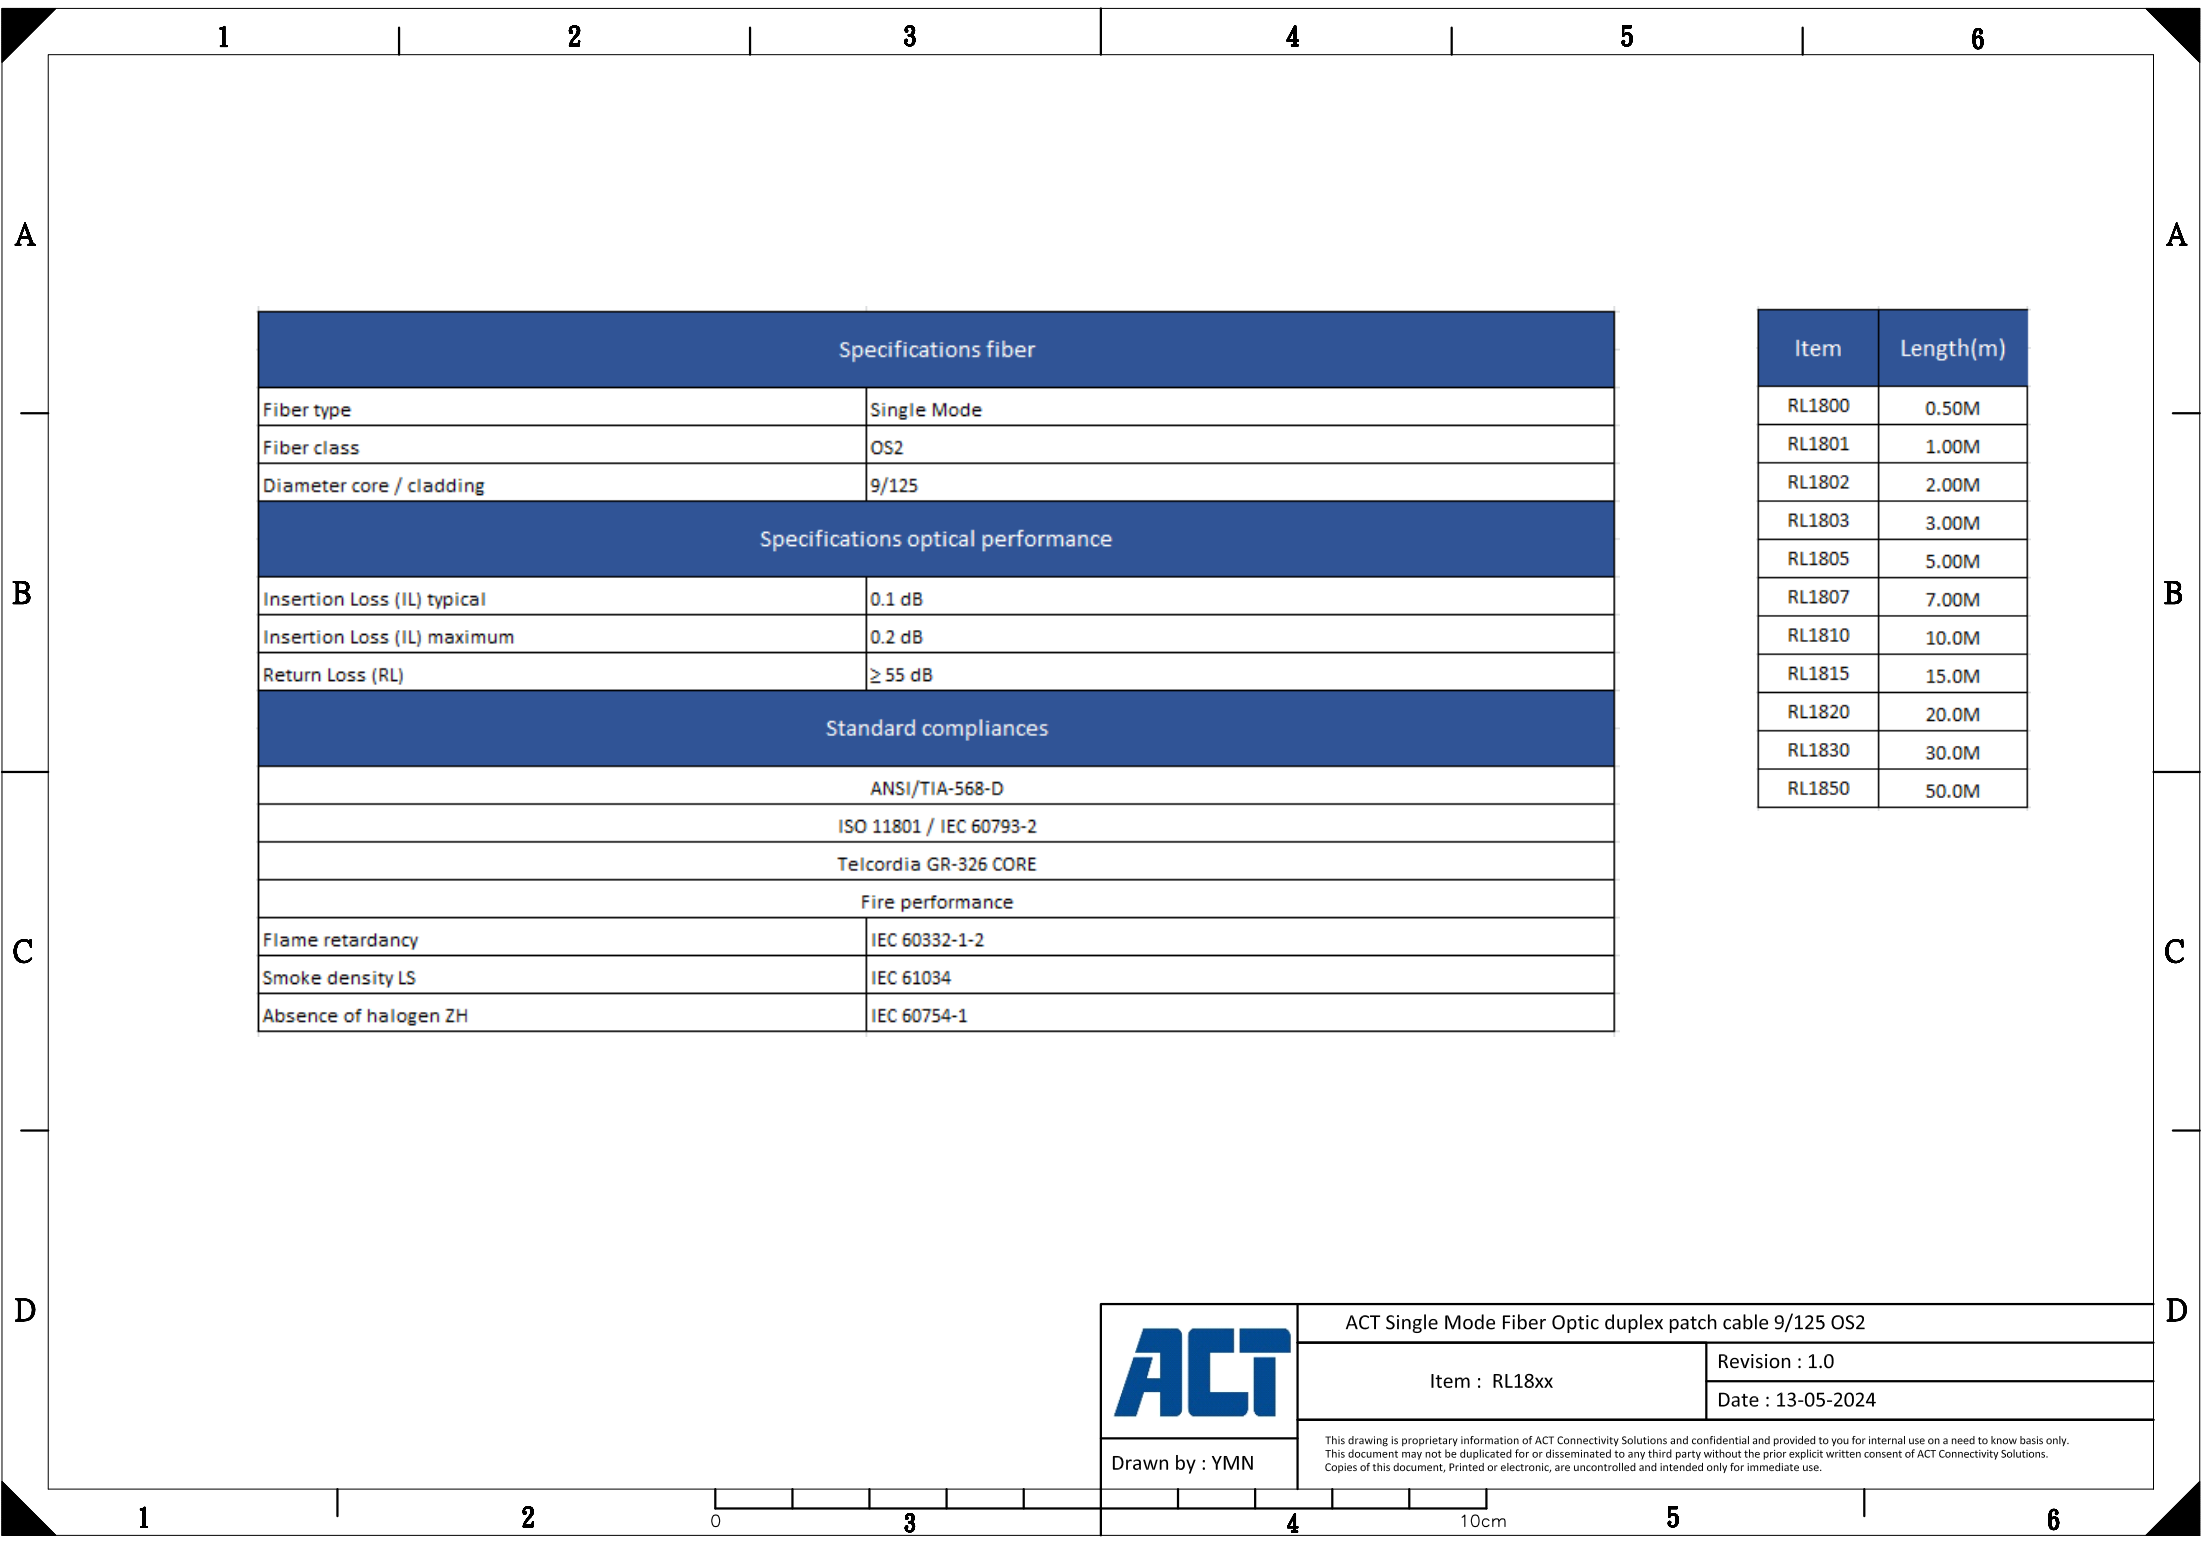 1 2 3 4 5 6
A A
Specifications fiber
Fiber type Single Mode
Fiber class OS2
Diameter core / cladding 9/125
Specifications optical performance
Insertion Loss (IL) typical 0.1 dB
Insertion Loss (IL) maximum 0.2 dB
Return Loss (RL) ≥ 55 dB
Standard compliances
ANSI/TIA-568-D
ISO 11801 / IEC 60793-2
Telcordia GR-326 CORE
Fire performance
Flame retardancy IEC 60332-1-2
Smoke density LS IEC 61034
Absence of halogen ZH IEC 60754-1
Item Length(m)
RL1800 0.50M
RL1801 1.00M
RL1802 2.00M
RL1803 3.00M
RL1805 5.00M
RL1807 7.00M
RL1810 10.0M
RL1815 15.0M
RL1820 20.0M
RL1830 30.0M
RL1850 50.0M
B B
C C
D D
ACT
ACT Single Mode Fiber Optic duplex patch cable 9/125 OS2
Item : RL18xx
Revision : 1.0
Date : 13-05-2024
Drawn by : YMN
This drawing is proprietary information of ACT Connectivity Solutions and confidential and provided to you for internal use on a need to know basis only.
This document may not be duplicated for or disseminated to any third party without the prior explicit written consent of ACT Connectivity Solutions.
Copies of this document, Printed or electronic, are uncontrolled and intended only for immediate use.
0 10cm
1 2 3 4 5 6